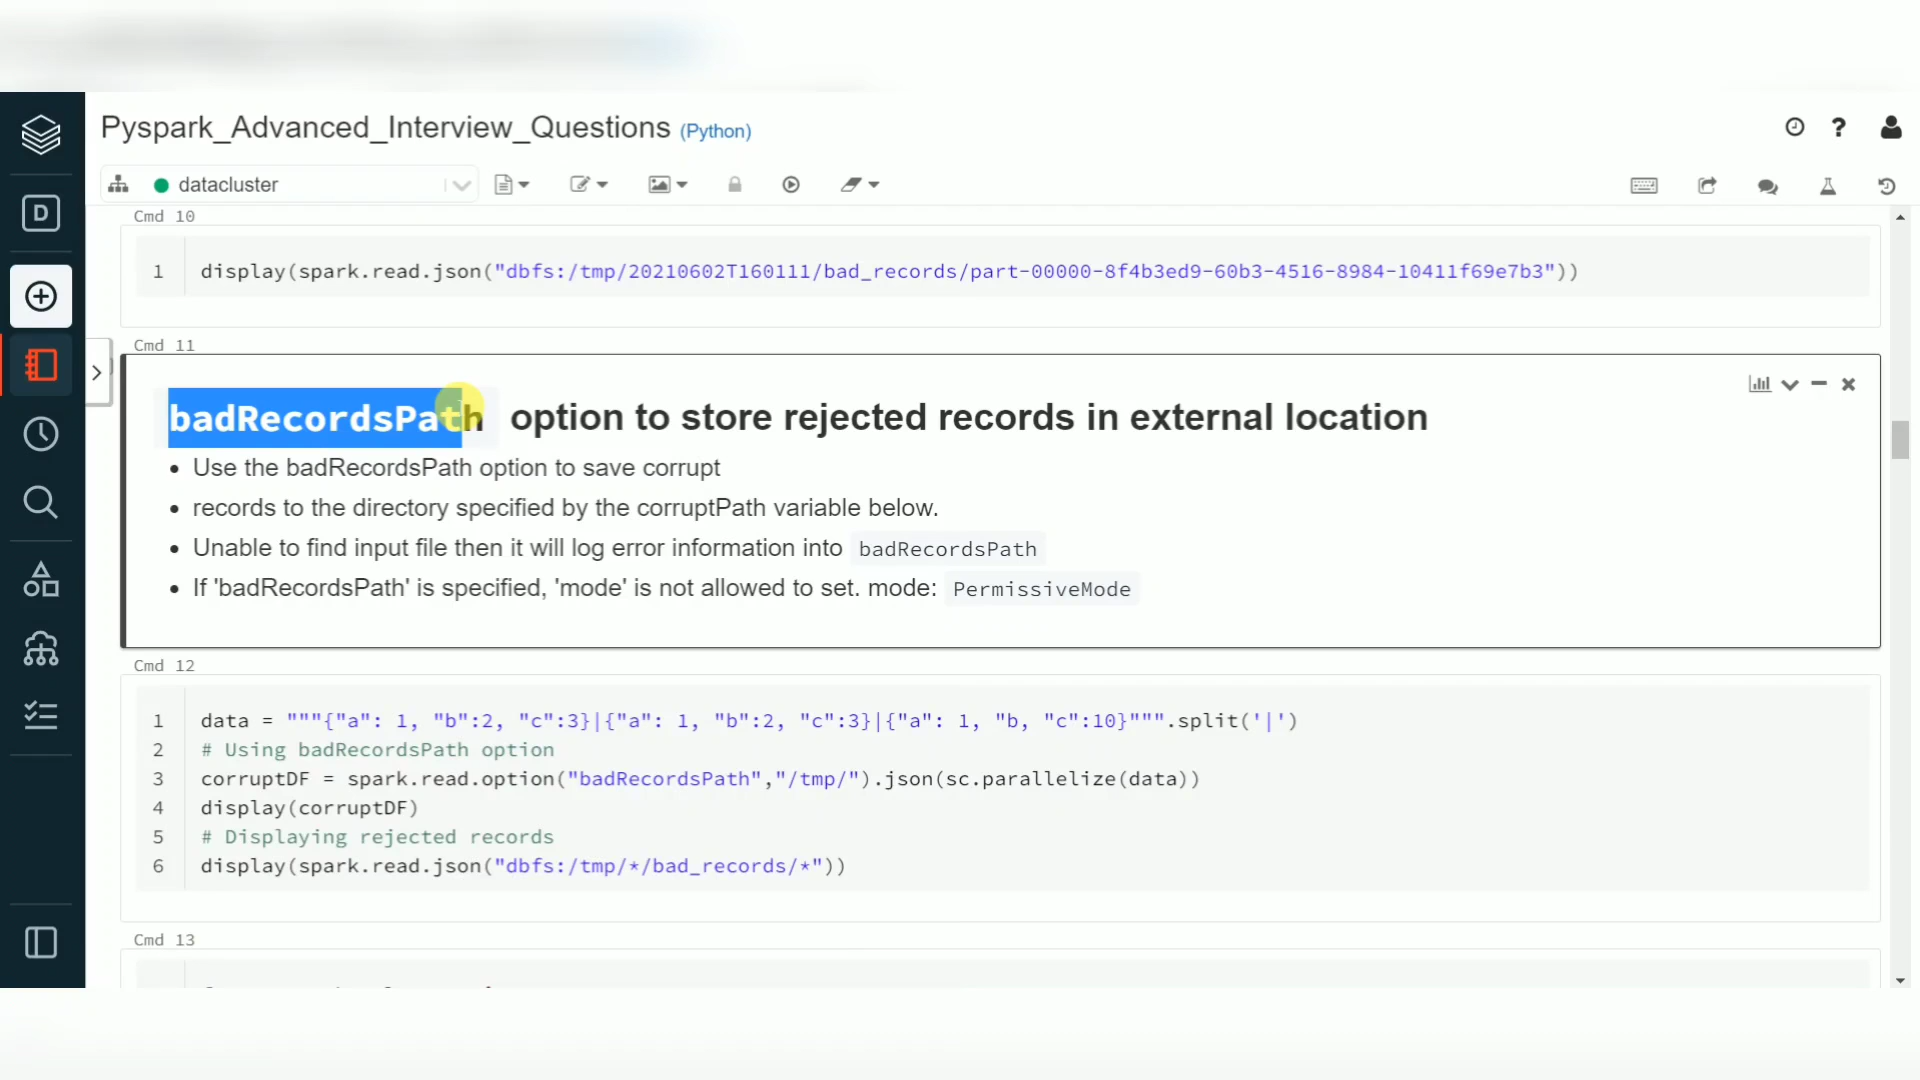 Pyspark_Advanced_Interview_Questions (Python)
datacluster
Cmd 10
1 display(spark.read.json("dbfs:/tmp/20210602T160111/bad_records/part-00000-8f4b3ed9-60b3-4516-8984-10411f69e7b3"))
Cmd 11
badRecordsPath option to store rejected records in external location
• Use the badRecordsPath option to save corrupt
• records to the directory specified by the corruptPath variable below.
• Unable to find input file then it will log error information into badRecordsPath
• If 'badRecordsPath' is specified, 'mode' is not allowed to set. mode: PermissiveMode
Cmd 12
1 data = """{"a": 1, "b":2, "c":3}|{"a": 1, "b":2, "c":3}|{"a": 1, "b, "c":10}""".split('|')
2 # Using badRecordsPath option
3 corruptDF = spark.read.option("badRecordsPath","/tmp/").json(sc.parallelize(data))
4 display(corruptDF)
5 # Displaying rejected records
6 display(spark.read.json("dbfs:/tmp/*/bad_records/*"))
Cmd 13